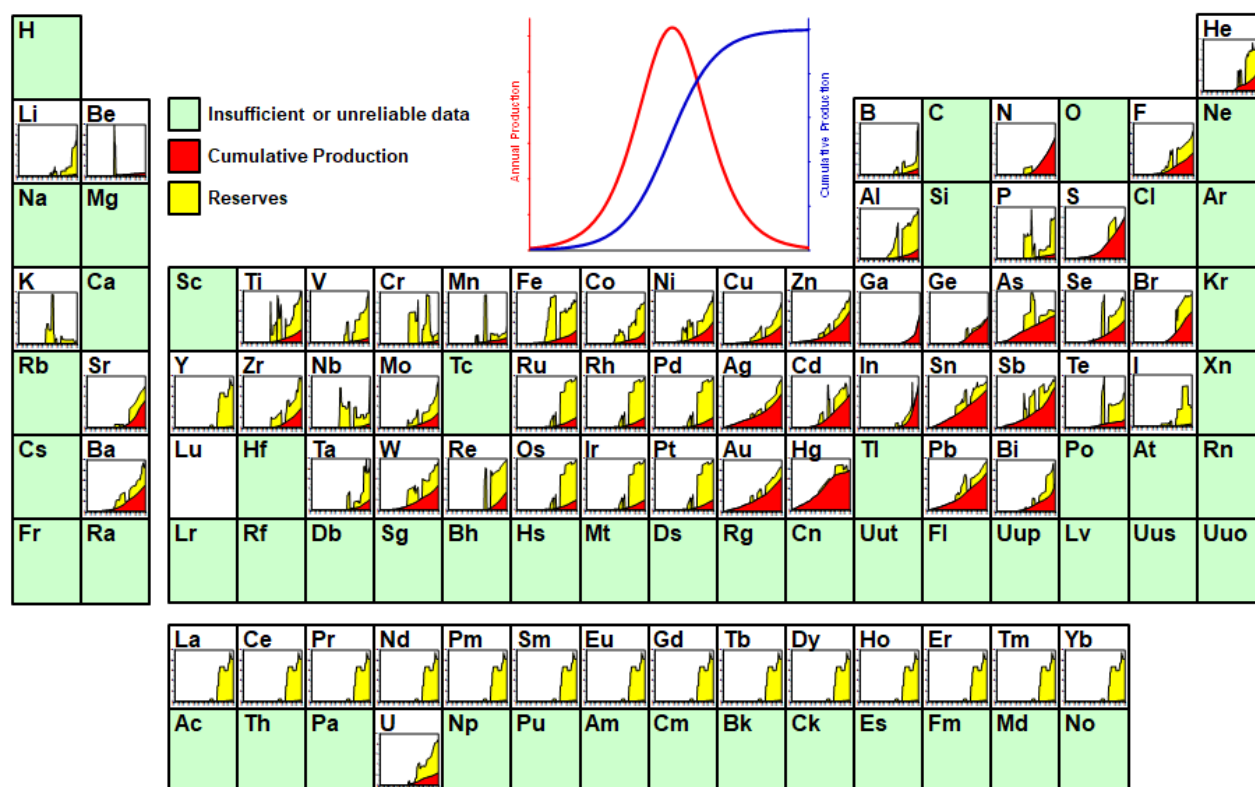 H He
Li Be B C N O F Ne
Insufficient or unreliable data
Cumulative Production
Reserves
Annual Production
Cumulative Production
Na Mg Al Si P S Cl Ar
K Ca Sc Ti V Cr Mn Fe Co Ni Cu Zn Ga Ge As Se Br Kr
Rb Sr Y Zr Nb Mo Tc Ru Rh Pd Ag Cd In Sn Sb Te I Xn
Cs Ba Lu Hf Ta W Re Os Ir Pt Au Hg Tl Pb Bi Po At Rn
Fr Ra Lr Rf Db Sg Bh Hs Mt Ds Rg Cn Uut Fl Uup Lv Uus Uuo
La Ce Pr Nd Pm Sm Eu Gd Tb Dy Ho Er Tm Yb
Ac Th Pa U Np Pu Am Cm Bk Ck Es Fm Md No